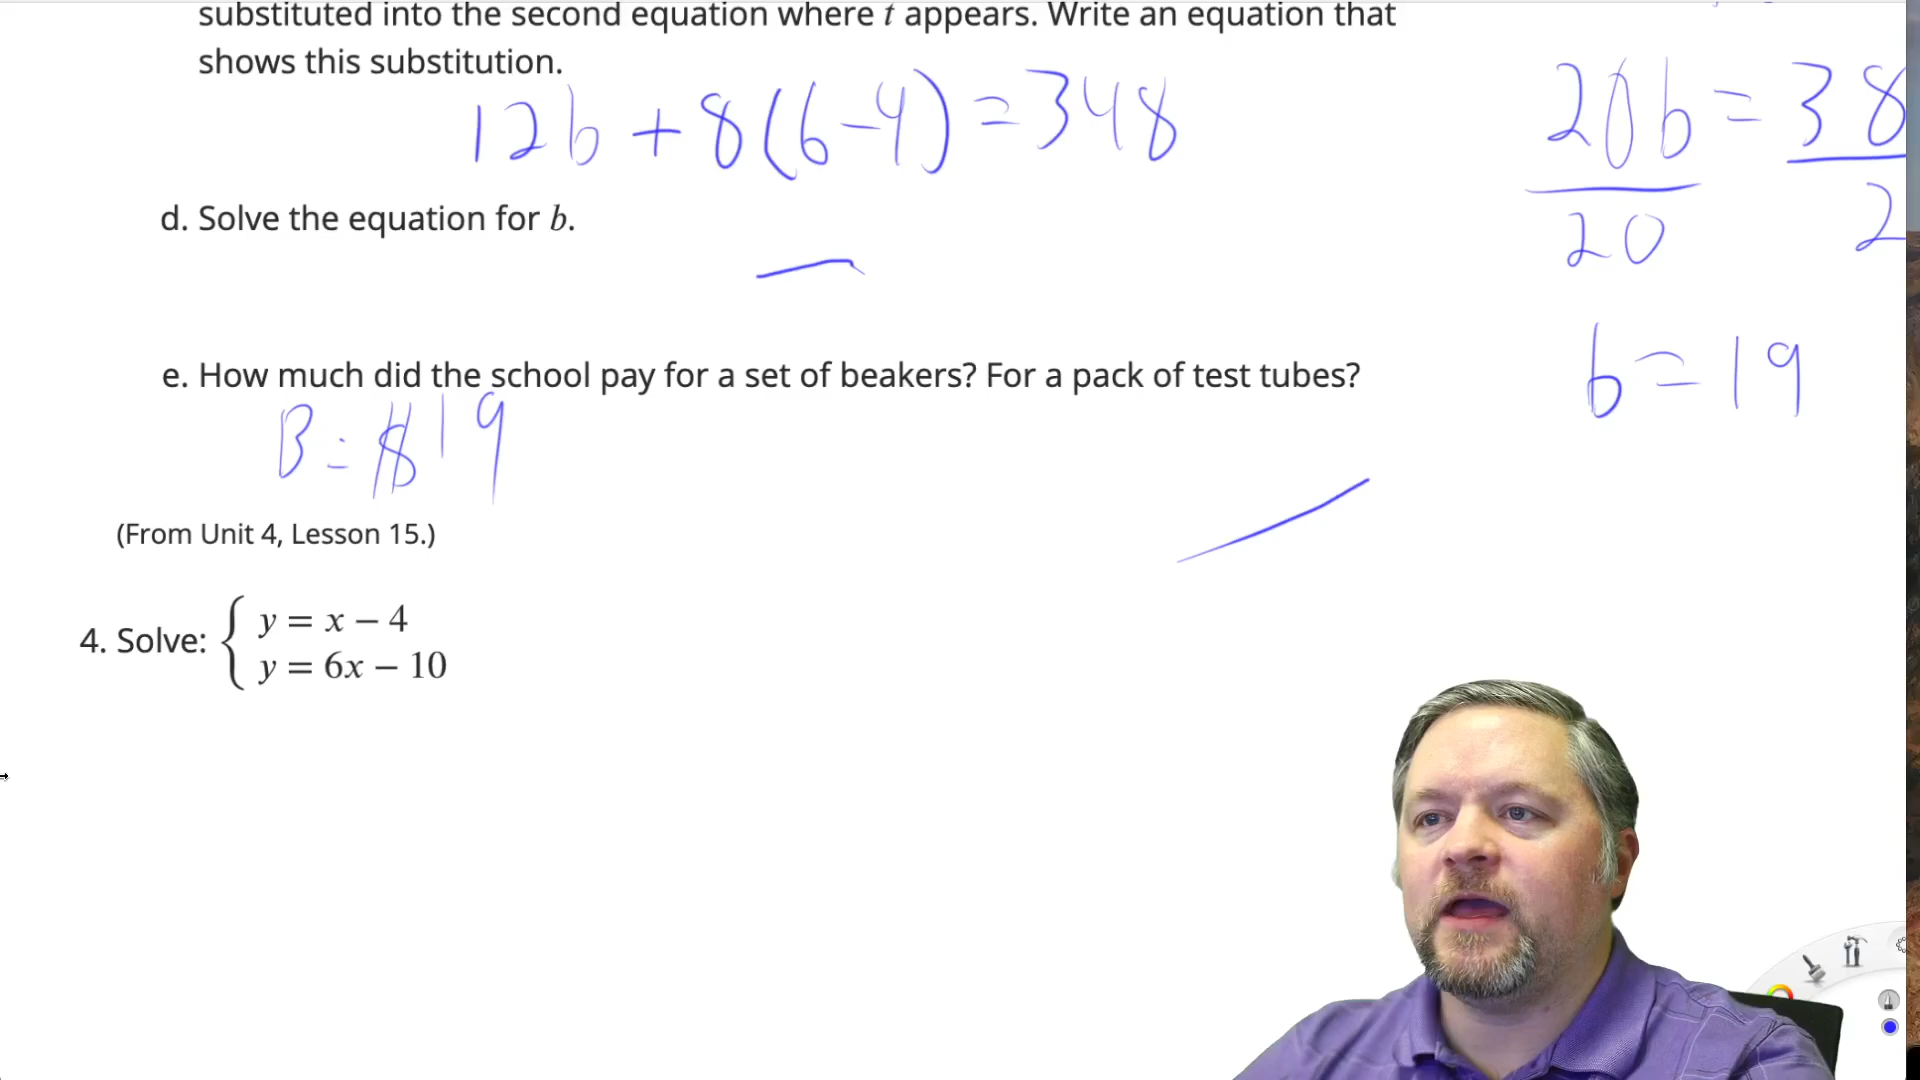 substituted into the second equation where t appears. Write an equation that
shows this substitution.
12b + 8(b-4) = 348
20b = 38
20 2
d. Solve the equation for b.
b = 19
e. How much did the school pay for a set of beakers? For a pack of test tubes?
B = $19
(From Unit 4, Lesson 15.)
4. Solve: { y = x − 4
y = 6x − 10